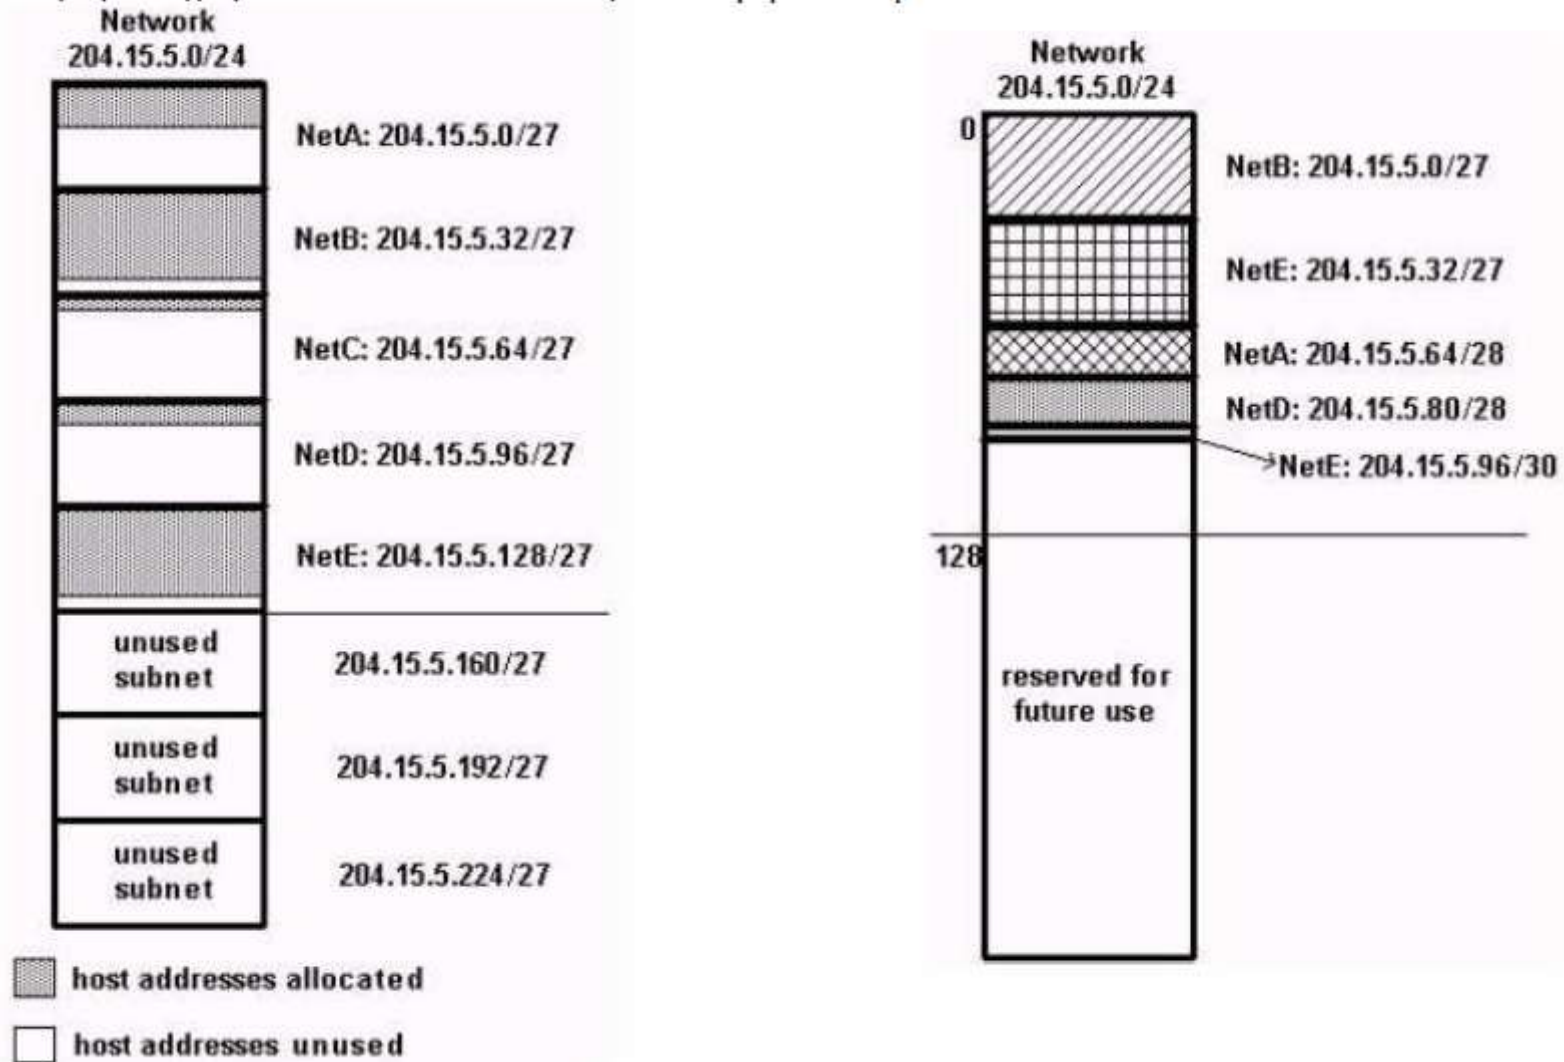 Network
204.15.5.0/24
NetA: 204.15.5.0/27
NetB: 204.15.5.32/27
NetC: 204.15.5.64/27
NetD: 204.15.5.96/27
NetE: 204.15.5.128/27
unused
subnet
204.15.5.160/27
unused
subnet
204.15.5.192/27
unused
subnet
204.15.5.224/27
host addresses allocated
host addresses unused
Network
204.15.5.0/24
0
NetB: 204.15.5.0/27
NetE: 204.15.5.32/27
NetA: 204.15.5.64/28
NetD: 204.15.5.80/28
NetE: 204.15.5.96/30
128
reserved for
future use